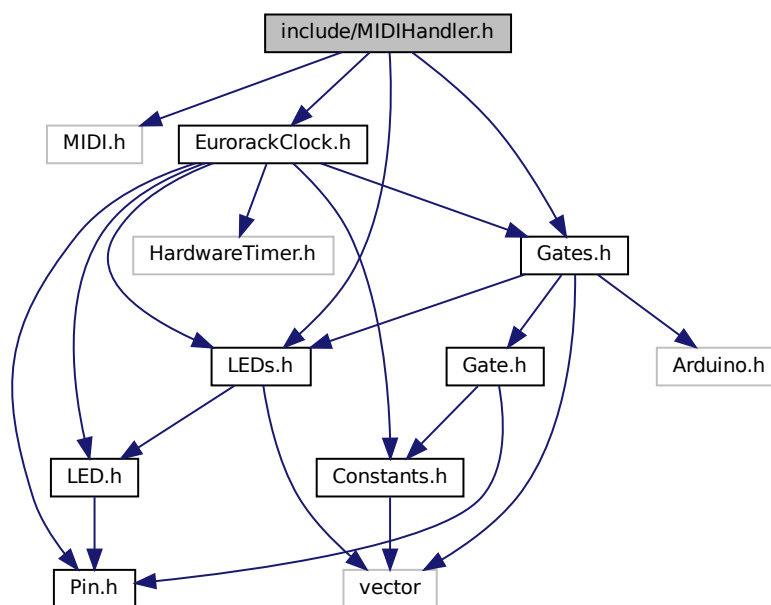 include/MIDIHandler.h
MIDI.h
EurorackClock.h
HardwareTimer.h
Gates.h
LEDs.h
Gate.h
Arduino.h
LED.h
Constants.h
Pin.h
vector